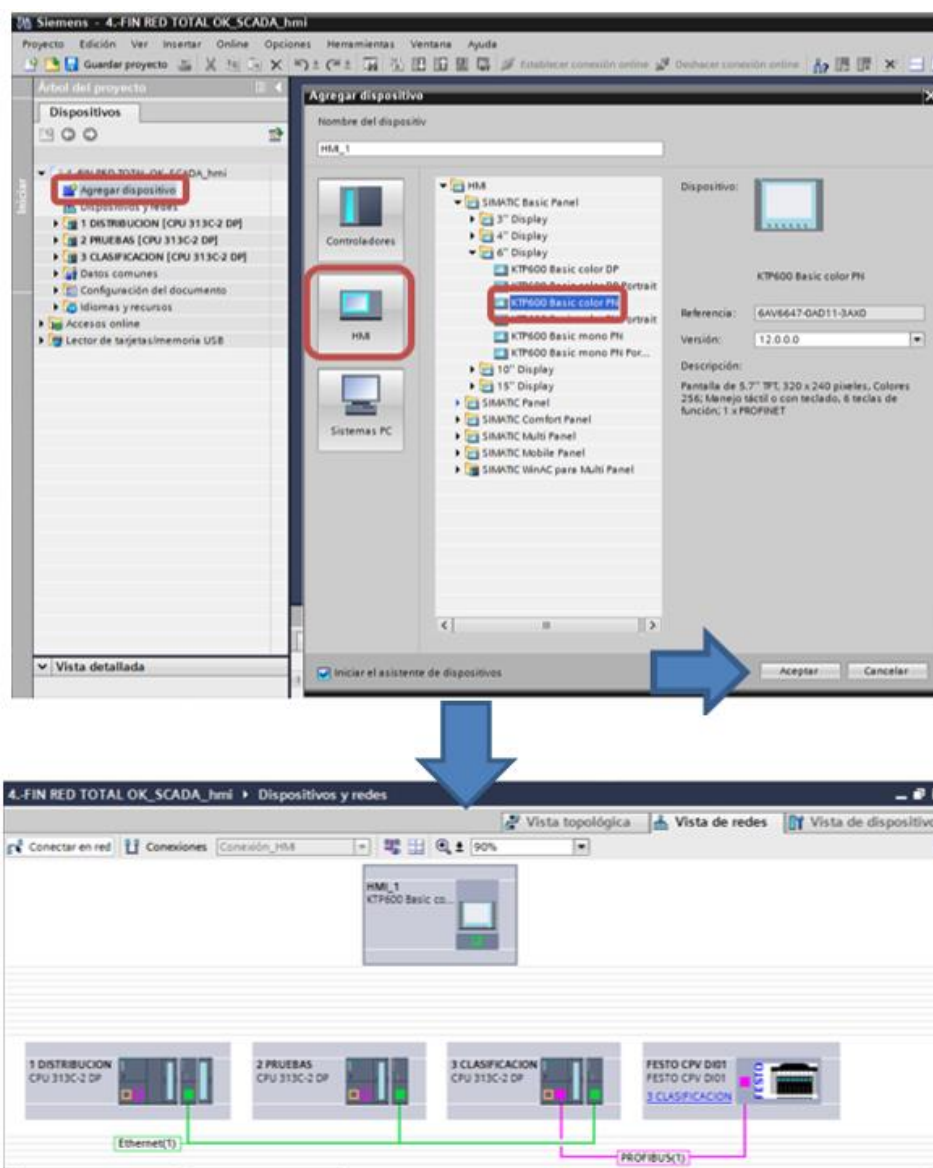 Siemens - 4.-FIN RED TOTAL OK_SCADA_hmi
Proyecto Edición Ver Insertar Online Opciones Herramientas Ventana Ayuda
Guardar proyecto Establecer conexión online Deshacer conexión online
Árbol del proyecto
Dispositivos
Iniciar
4.-FIN RED TOTAL OK_SCADA_hmi
Agregar dispositivo
Dispositivos y redes
1 DISTRIBUCION [CPU 313C-2 DP]
2 PRUEBAS [CPU 313C-2 DP]
3 CLASIFICACION [CPU 313C-2 DP]
Datos comunes
Configuración del documento
Idiomas y recursos
Accesos online
Lector de tarjetas/memoria USB
Vista detallada
Agregar dispositivo
Nombre del dispositiv
HMI_1
Controladores
HMI
Sistemas PC
HMI
SIMATIC Basic Panel
3" Display
4" Display
6" Display
KTP600 Basic color DP
KTP600 Basic color DP Portrait
KTP600 Basic color PN
Portrait
KTP600 Basic mono PN
KTP600 Basic mono PN Por...
10" Display
15" Display
SIMATIC Panel
SIMATIC Comfort Panel
SIMATIC Multi Panel
SIMATIC Mobile Panel
SIMATIC WinAC para Multi Panel
Dispositivo:
KTP600 Basic color PN
Referencia: 6AV6647-0AD11-3AX0
Versión: 12.0.0.0
Descripción:
Pantalla de 5.7" TFT, 320 x 240 píxeles, Colores
256; Manejo táctil o con teclado, 6 teclas de
función; 1 x PROFINET
Iniciar el asistente de dispositivos
Aceptar Cancelar
4.-FIN RED TOTAL OK_SCADA_hmi Dispositivos y redes
Vista topológica Vista de redes Vista de dispositivo
Conectar en red Conexiones Conexión_HMI 90%
HMI_1
KTP600 Basic co...
1 DISTRIBUCION
CPU 313C-2 DP
2 PRUEBAS
CPU 313C-2 DP
3 CLASIFICACION
CPU 313C-2 DP
FESTO CPV DI01
FESTO CPV DI01
3 CLASIFICACION
FESTO
Ethernet(1)
PROFIBUS(1)